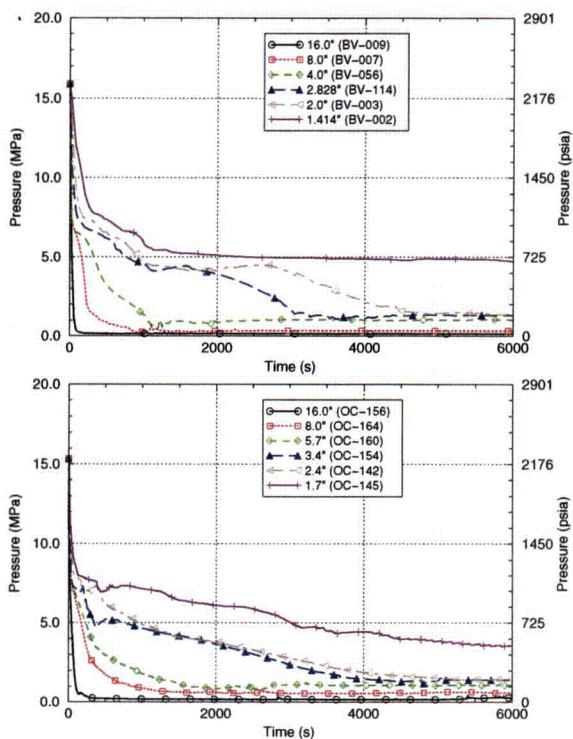 20.0
2901
16.0" (BV-009)
8.0" (BV-007)
4.0" (BV-056)
2.828" (BV-114)
2.0" (BV-003)
1.414" (BV-002)
15.0
2176
Pressure (MPa)
10.0
1450
Pressure (psia)
5.0
725
0.0
0
0
2000
4000
6000
Time (s)
20.0
2901
16.0" (OC-156)
8.0" (OC-164)
5.7" (OC-160)
3.4" (OC-154)
2.4" (OC-142)
1.7" (OC-145)
15.0
2176
Pressure (MPa)
10.0
1450
Pressure (psia)
5.0
725
0.0
0
0
2000
4000
6000
Time (s)